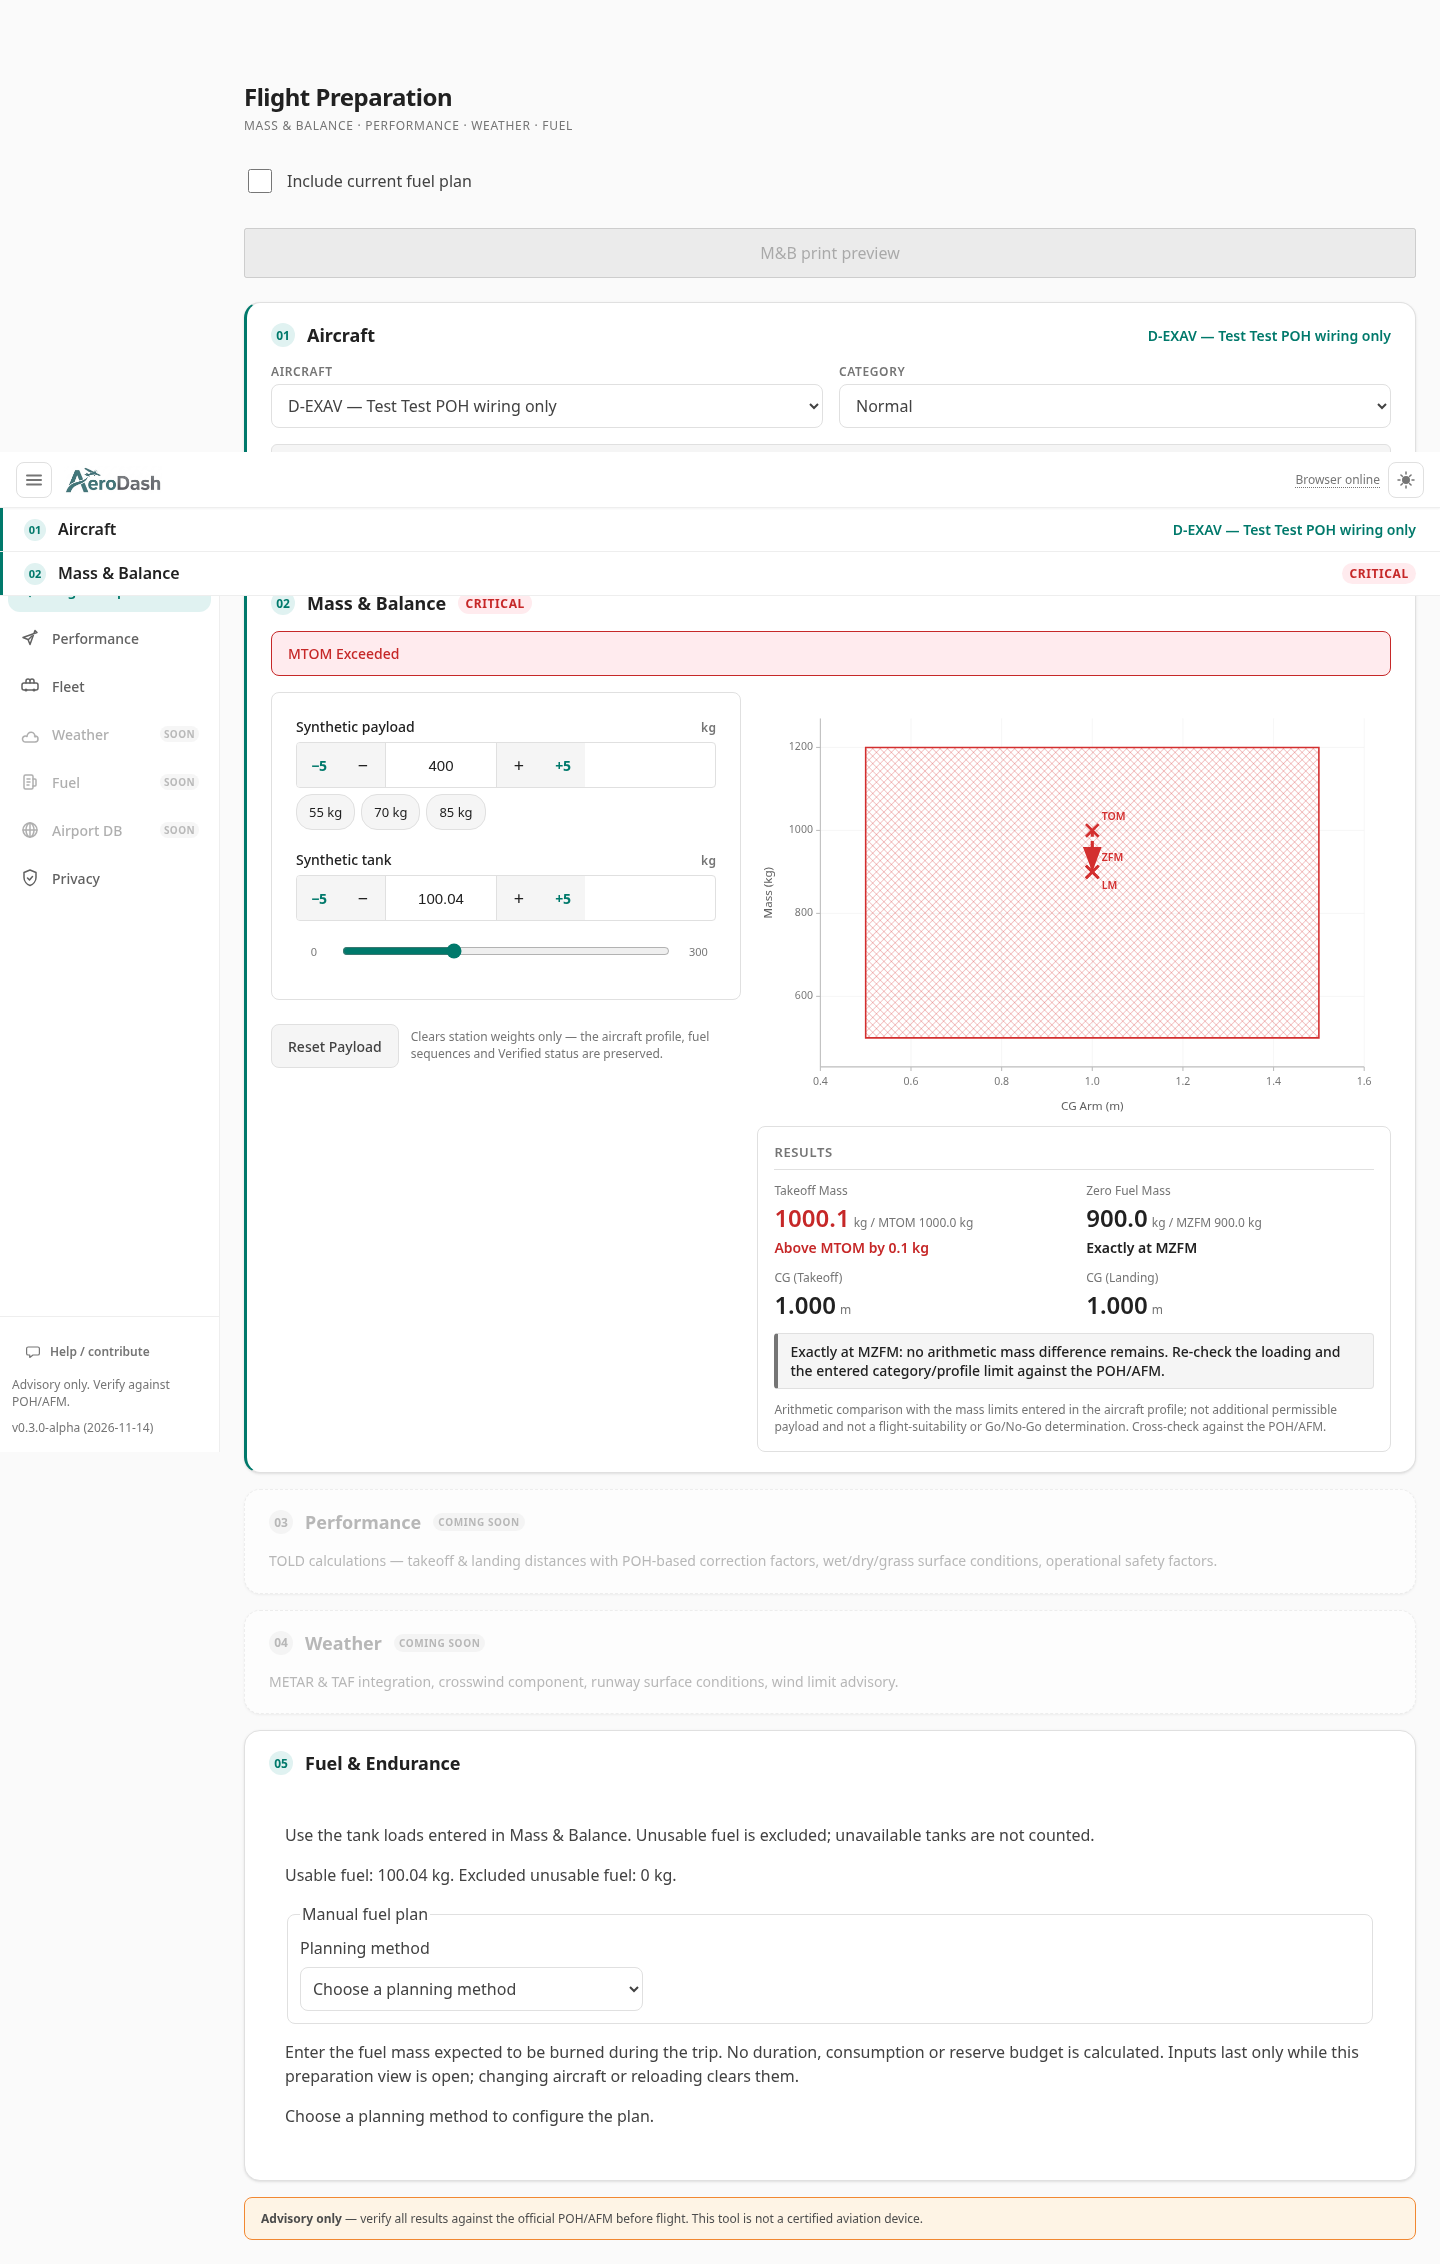 Flight Preparation
MASS & BALANCE · PERFORMANCE · WEATHER · FUEL
Include current fuel plan
M&B print preview
01 Aircraft D-EXAV — Test Test POH wiring only
AIRCRAFT CATEGORY
D-EXAV — Test Test POH wiring only Normal
AeroDash Browser online
01 Aircraft D-EXAV — Test Test POH wiring only
02 Mass & Balance CRITICAL
02 Mass & Balance CRITICAL
Performance
Fleet
Weather SOON
Fuel SOON
Airport DB SOON
Privacy
Help / contribute
Advisory only. Verify against
POH/AFM.
v0.3.0-alpha (2026-11-14)
MTOM Exceeded
Synthetic payload kg
−5 − 400 + +5
55 kg 70 kg 85 kg
Synthetic tank kg
−5 − 100.04 + +5
0 300
Reset Payload
Clears station weights only — the aircraft profile, fuel
sequences and Verified status are preserved.
Mass (kg)
1200
1000
800
600
TOM
ZFM
LM
0.4 0.6 0.8 1.0 1.2 1.4 1.6
CG Arm (m)
RESULTS
Takeoff Mass Zero Fuel Mass
1000.1 kg / MTOM 1000.0 kg 900.0 kg / MZFM 900.0 kg
Above MTOM by 0.1 kg Exactly at MZFM
CG (Takeoff) CG (Landing)
1.000 m 1.000 m
Exactly at MZFM: no arithmetic mass difference remains. Re-check the loading and
the entered category/profile limit against the POH/AFM.
Arithmetic comparison with the mass limits entered in the aircraft profile; not additional permissible
payload and not a flight-suitability or Go/No-Go determination. Cross-check against the POH/AFM.
03 Performance COMING SOON
TOLD calculations — takeoff & landing distances with POH-based correction factors, wet/dry/grass surface conditions, operational safety factors.
04 Weather COMING SOON
METAR & TAF integration, crosswind component, runway surface conditions, wind limit advisory.
05 Fuel & Endurance
Use the tank loads entered in Mass & Balance. Unusable fuel is excluded; unavailable tanks are not counted.
Usable fuel: 100.04 kg. Excluded unusable fuel: 0 kg.
Manual fuel plan
Planning method
Choose a planning method
Enter the fuel mass expected to be burned during the trip. No duration, consumption or reserve budget is calculated. Inputs last only while this
preparation view is open; changing aircraft or reloading clears them.
Choose a planning method to configure the plan.
Advisory only — verify all results against the official POH/AFM before flight. This tool is not a certified aviation device.